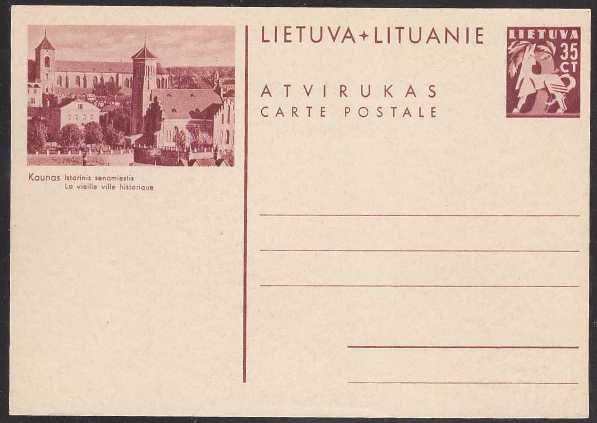 LIETUVA+LITUANIE
LIETUVA
35
CT
ATVIRUKAS
CARTE POSTALE
Kaunas Istorinis senamiestis
La vieille ville historique